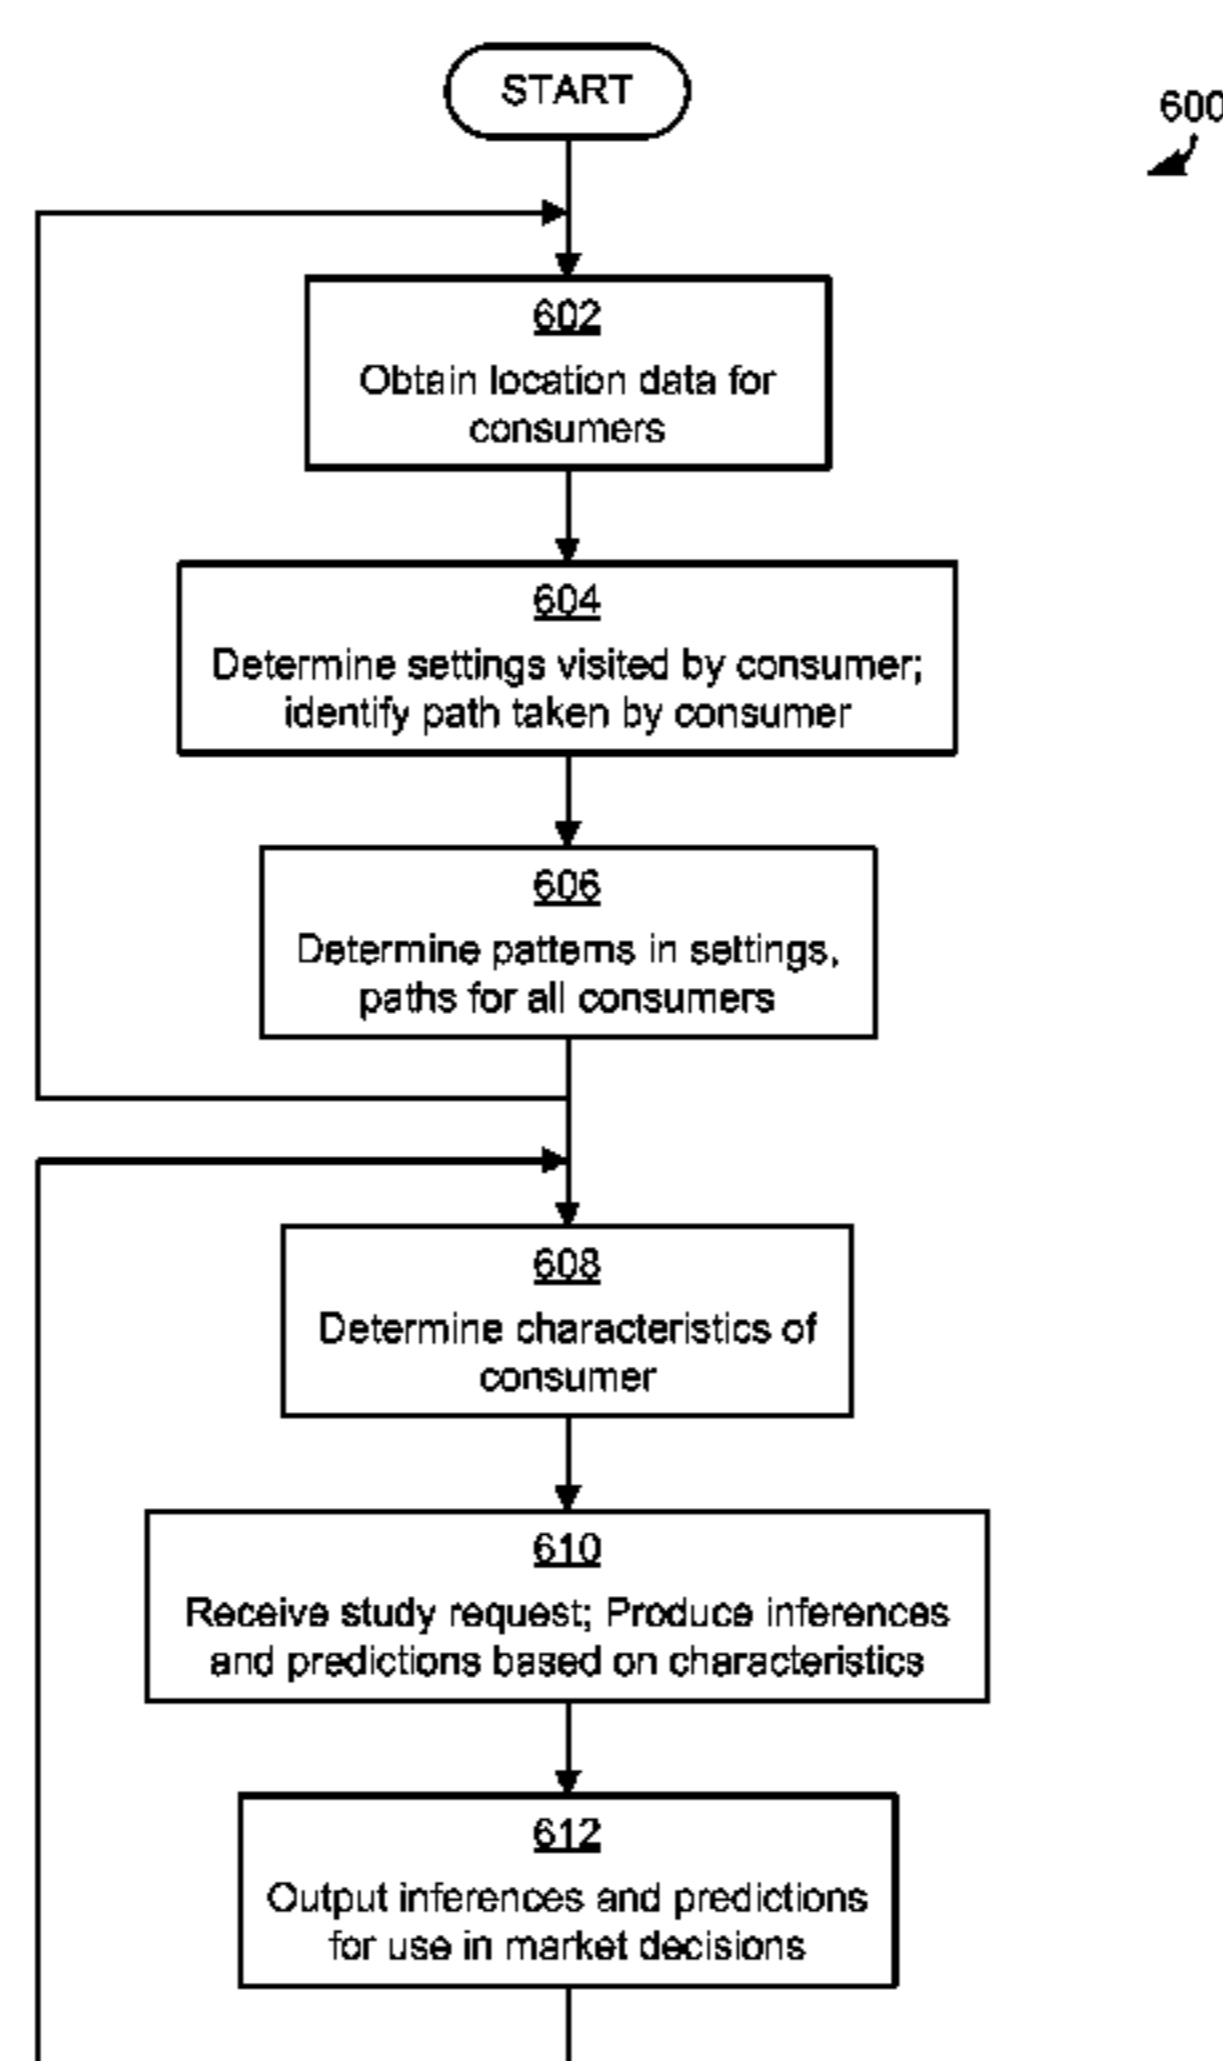 START
600
602
Obtain location data for
consumers
604
Determine settings visited by consumer;
identify path taken by consumer
606
Determine patterns in settings,
paths for all consumers
608
Determine characteristics of
consumer
610
Receive study request; Produce inferences
and predictions based on characteristics
612
Output inferences and predictions
for use in market decisions